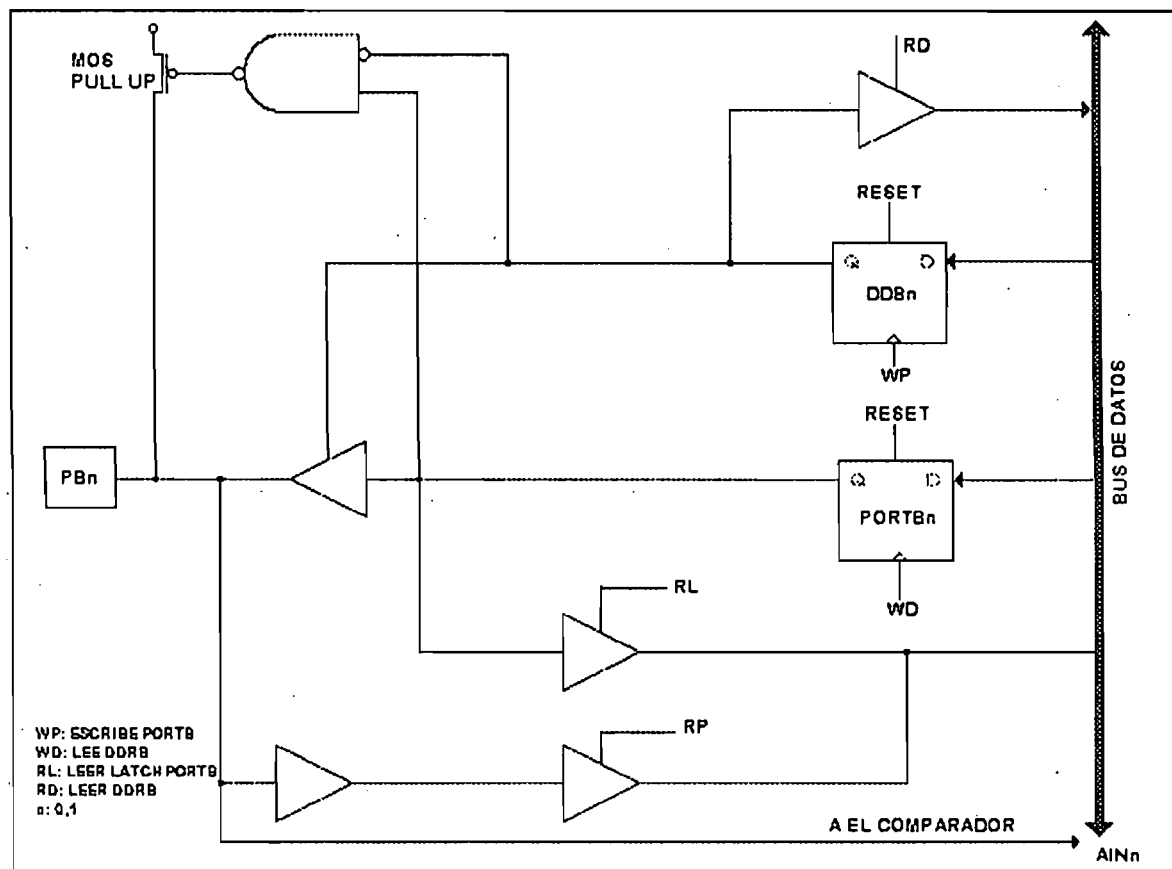 MOS
PULL UP
RD
RESET
Q D
DDBn
WP
RESET
Q D
PORTBn
WD
PBn
BUS DE DATOS
RL
RP
WP: ESCRIBE PORTB
WD: LEE DDRB
RL: LEER LATCH PORTB
RD: LEER DDRB
n: 0,1
A EL COMPARADOR
AINn